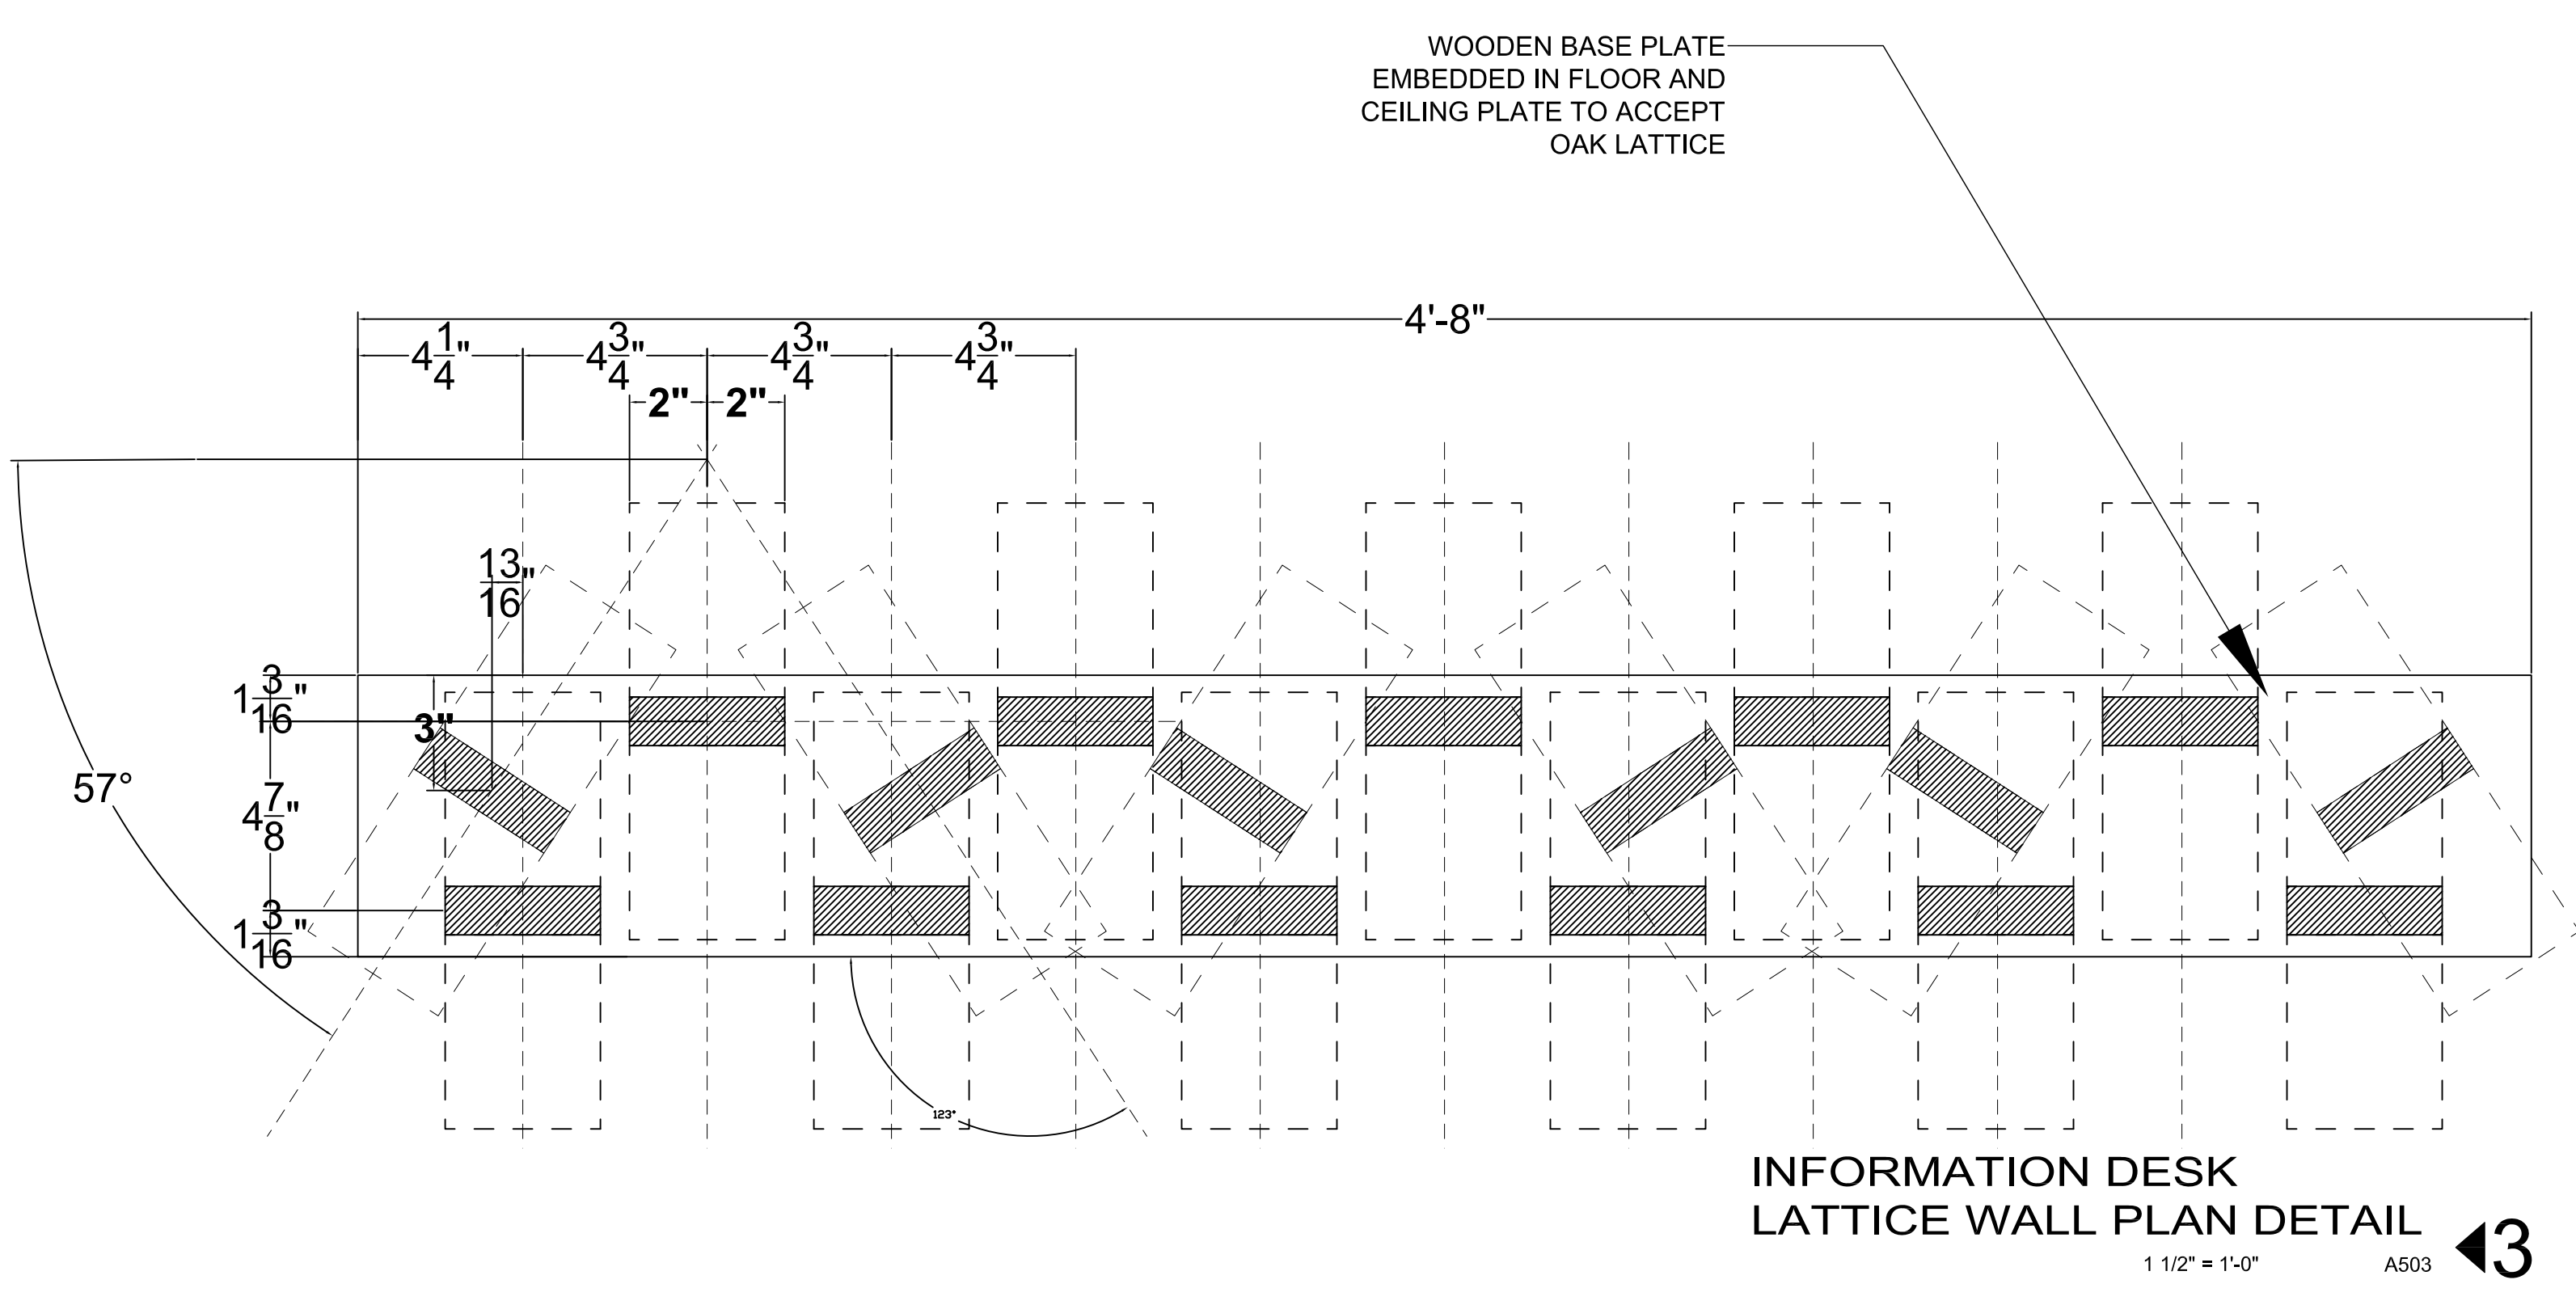 WOODEN BASE PLATE
EMBEDDED IN FLOOR AND
CEILING PLATE TO ACCEPT
OAK LATTICE
4'-8"
4 1/4" 4 3/4" 4 3/4" 4 3/4"
2" 2"
13/16"
1 3/16"
3"
57°
4 7/8"
1 3/16"
123°
INFORMATION DESK
LATTICE WALL PLAN DETAIL
3
1 1/2" = 1'-0" A503